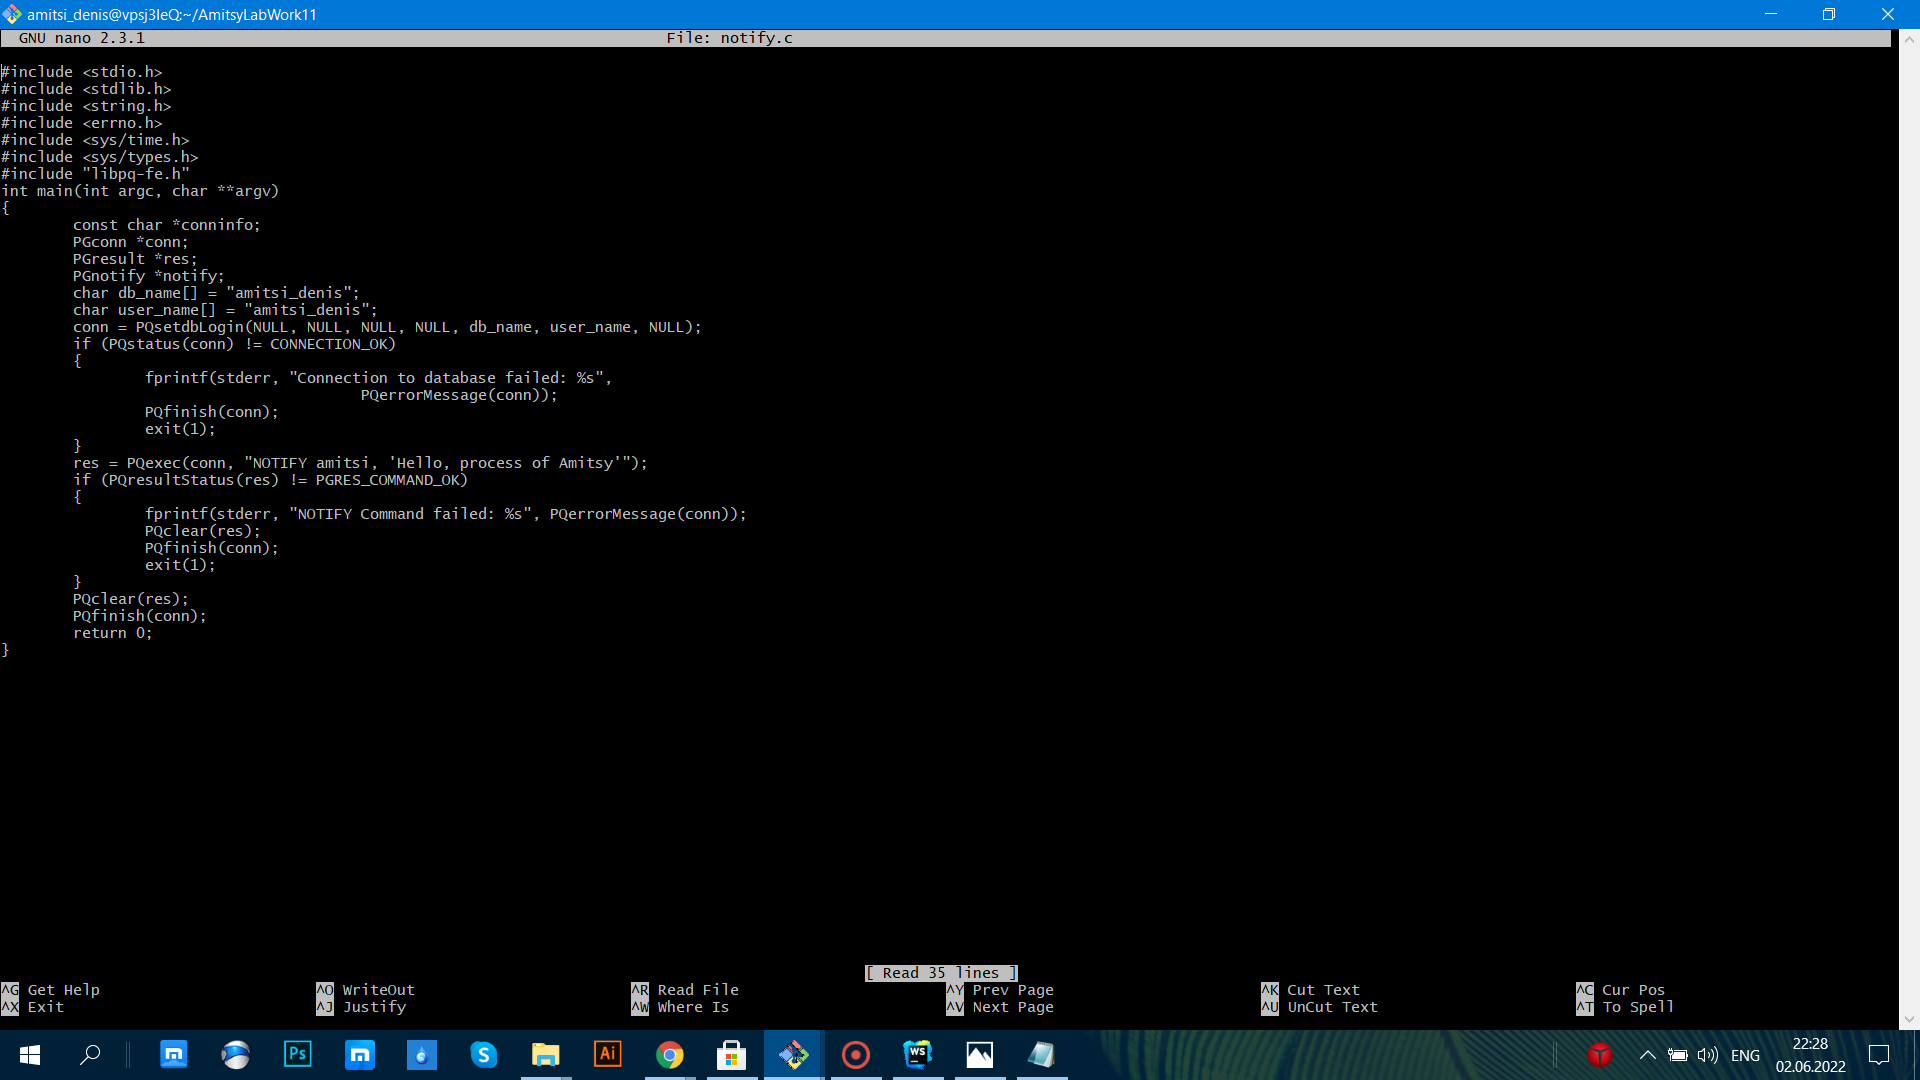 amitsi_denis@vpsj3IeQ:~/AmitsyLabWork11
GNU nano 2.3.1 File: notify.c
#include <stdio.h>
#include <stdlib.h>
#include <string.h>
#include <errno.h>
#include <sys/time.h>
#include <sys/types.h>
#include "libpq-fe.h"
int main(int argc, char **argv)
{
        const char *conninfo;
        PGconn *conn;
        PGresult *res;
        PGnotify *notify;
        char db_name[] = "amitsi_denis";
        char user_name[] = "amitsi_denis";
        conn = PQsetdbLogin(NULL, NULL, NULL, NULL, db_name, user_name, NULL);
        if (PQstatus(conn) != CONNECTION_OK)
        {
                fprintf(stderr, "Connection to database failed: %s",
                                        PQerrorMessage(conn));
                PQfinish(conn);
                exit(1);
        }
        res = PQexec(conn, "NOTIFY amitsi, 'Hello, process of Amitsy'");
        if (PQresultStatus(res) != PGRES_COMMAND_OK)
        {
                fprintf(stderr, "NOTIFY Command failed: %s", PQerrorMessage(conn));
                PQclear(res);
                PQfinish(conn);
                exit(1);
        }
        PQclear(res);
        PQfinish(conn);
        return 0;
}
[ Read 35 lines ]
^G Get Help ^O WriteOut ^R Read File ^Y Prev Page ^K Cut Text ^C Cur Pos
^X Exit ^J Justify ^W Where Is ^V Next Page ^U UnCut Text ^T To Spell
Ps
S
Ai
WS
ENG
22:28
02.06.2022